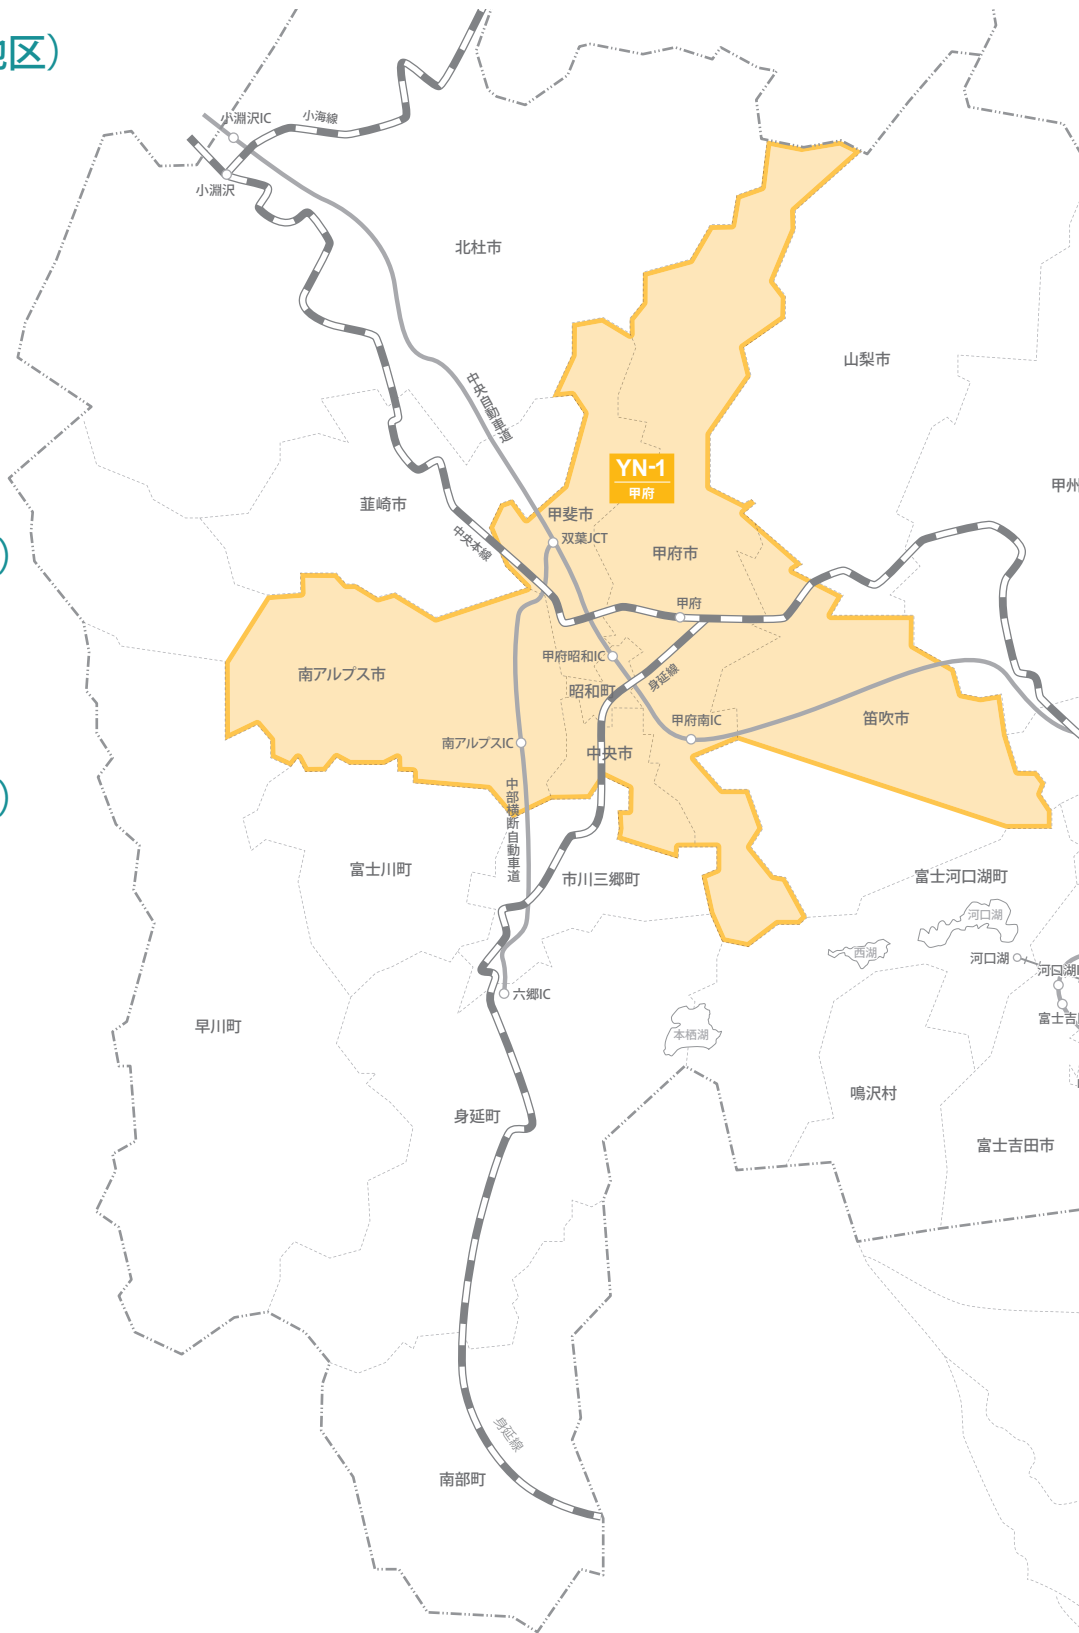 地区）
）
）
小淵沢IC
小海線
小淵沢
北杜市
山梨市
中央自動車道
甲州
YN-1
甲府
韮崎市
甲斐市
双葉JCT
中央本線
甲府市
甲府
甲府昭和IC
南アルプス市
昭和町
身延線
甲府南IC
笛吹市
南アルプスIC
中央市
中部横断自動車道
富士川町
市川三郷町
富士河口湖町
河口湖
西湖
河口湖
河口湖I
六郷IC
富士吉
早川町
本栖湖
鳴沢村
身延町
富士吉田市
身延線
南部町